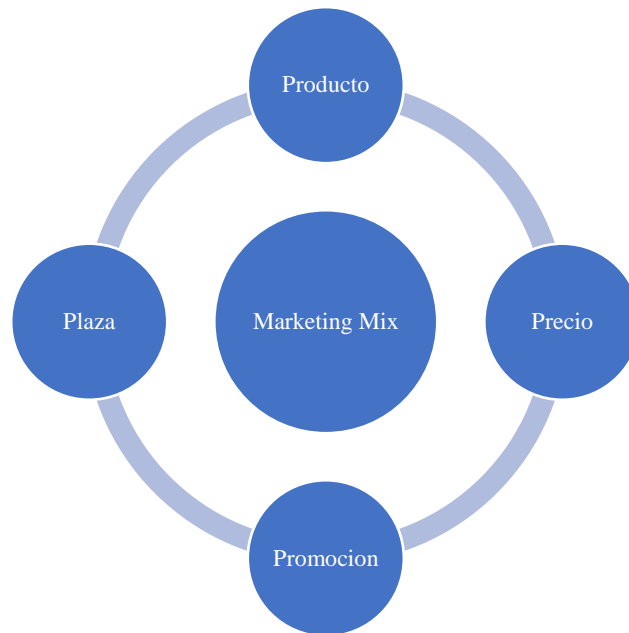 Producto
Plaza
Marketing Mix
Precio
Promocion